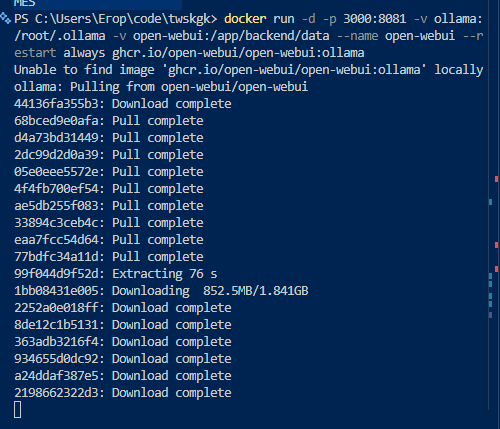 MES
PS C:\Users\Erop\code\twskgk> docker run -d -p 3000:8081 -v ollama:
/root/.ollama -v open-webui:/app/backend/data --name open-webui --r
estart always ghcr.io/open-webui/open-webui:ollama
Unable to find image 'ghcr.io/open-webui/open-webui:ollama' locally
ollama: Pulling from open-webui/open-webui
44136fa355b3: Download complete
68bced9e0afa: Pull complete
d4a73bd31449: Pull complete
2dc99d2d0a39: Pull complete
05e0eee5572e: Pull complete
4f4fb700ef54: Pull complete
ae5db255f083: Pull complete
33894c3ceb4c: Pull complete
eaa7fcc54d64: Pull complete
77bdfc34a11d: Pull complete
99f044d9f52d: Extracting 76 s
1bb08431e005: Downloading  852.5MB/1.841GB
2252a0e018ff: Download complete
8de12c1b5131: Download complete
363adb3216f4: Download complete
934655d0dc92: Download complete
a24ddaf387e5: Download complete
2198662322d3: Download complete